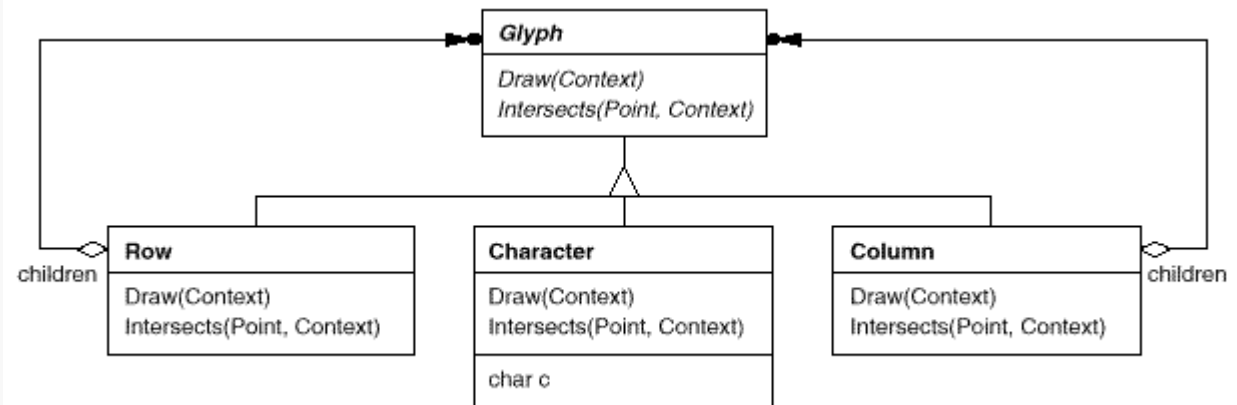 Glyph
Draw(Context)
Intersects(Point, Context)
children
Row
Draw(Context)
Intersects(Point, Context)
Character
Draw(Context)
Intersects(Point, Context)
char c
Column
Draw(Context)
Intersects(Point, Context)
children